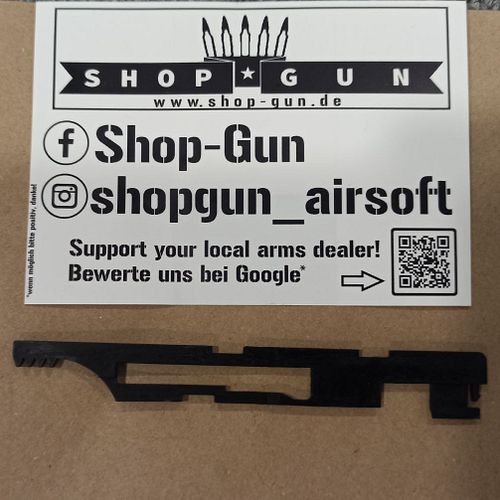 SHOP GUN
www.shop-gun.de
Shop-Gun
shopgun_airsoft
Support your local arms dealer!
Bewerte uns bei Google*
*wenn möglich bitte positiv, danke!